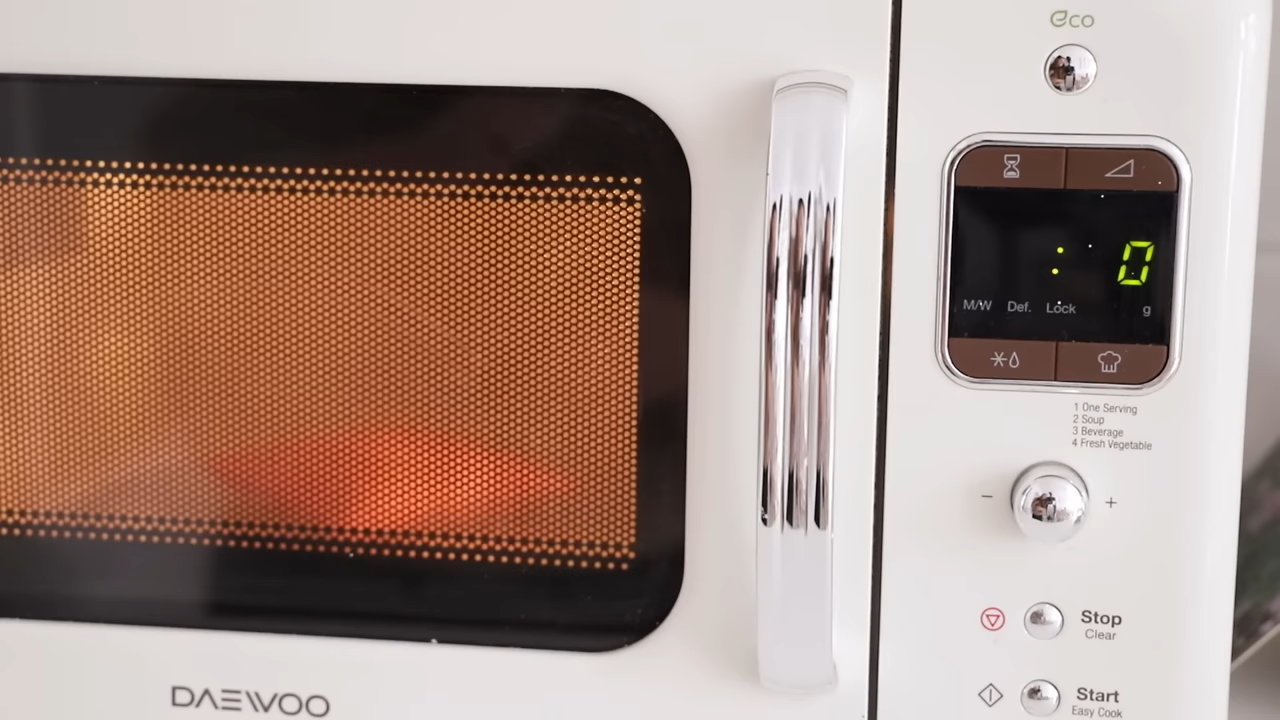 eco
: 0
M/W Def. Lock g
1 One Serving
2 Soup
3 Beverage
4 Fresh Vegetable
− +
Stop
Clear
Start
Easy Cook
DAEWOO